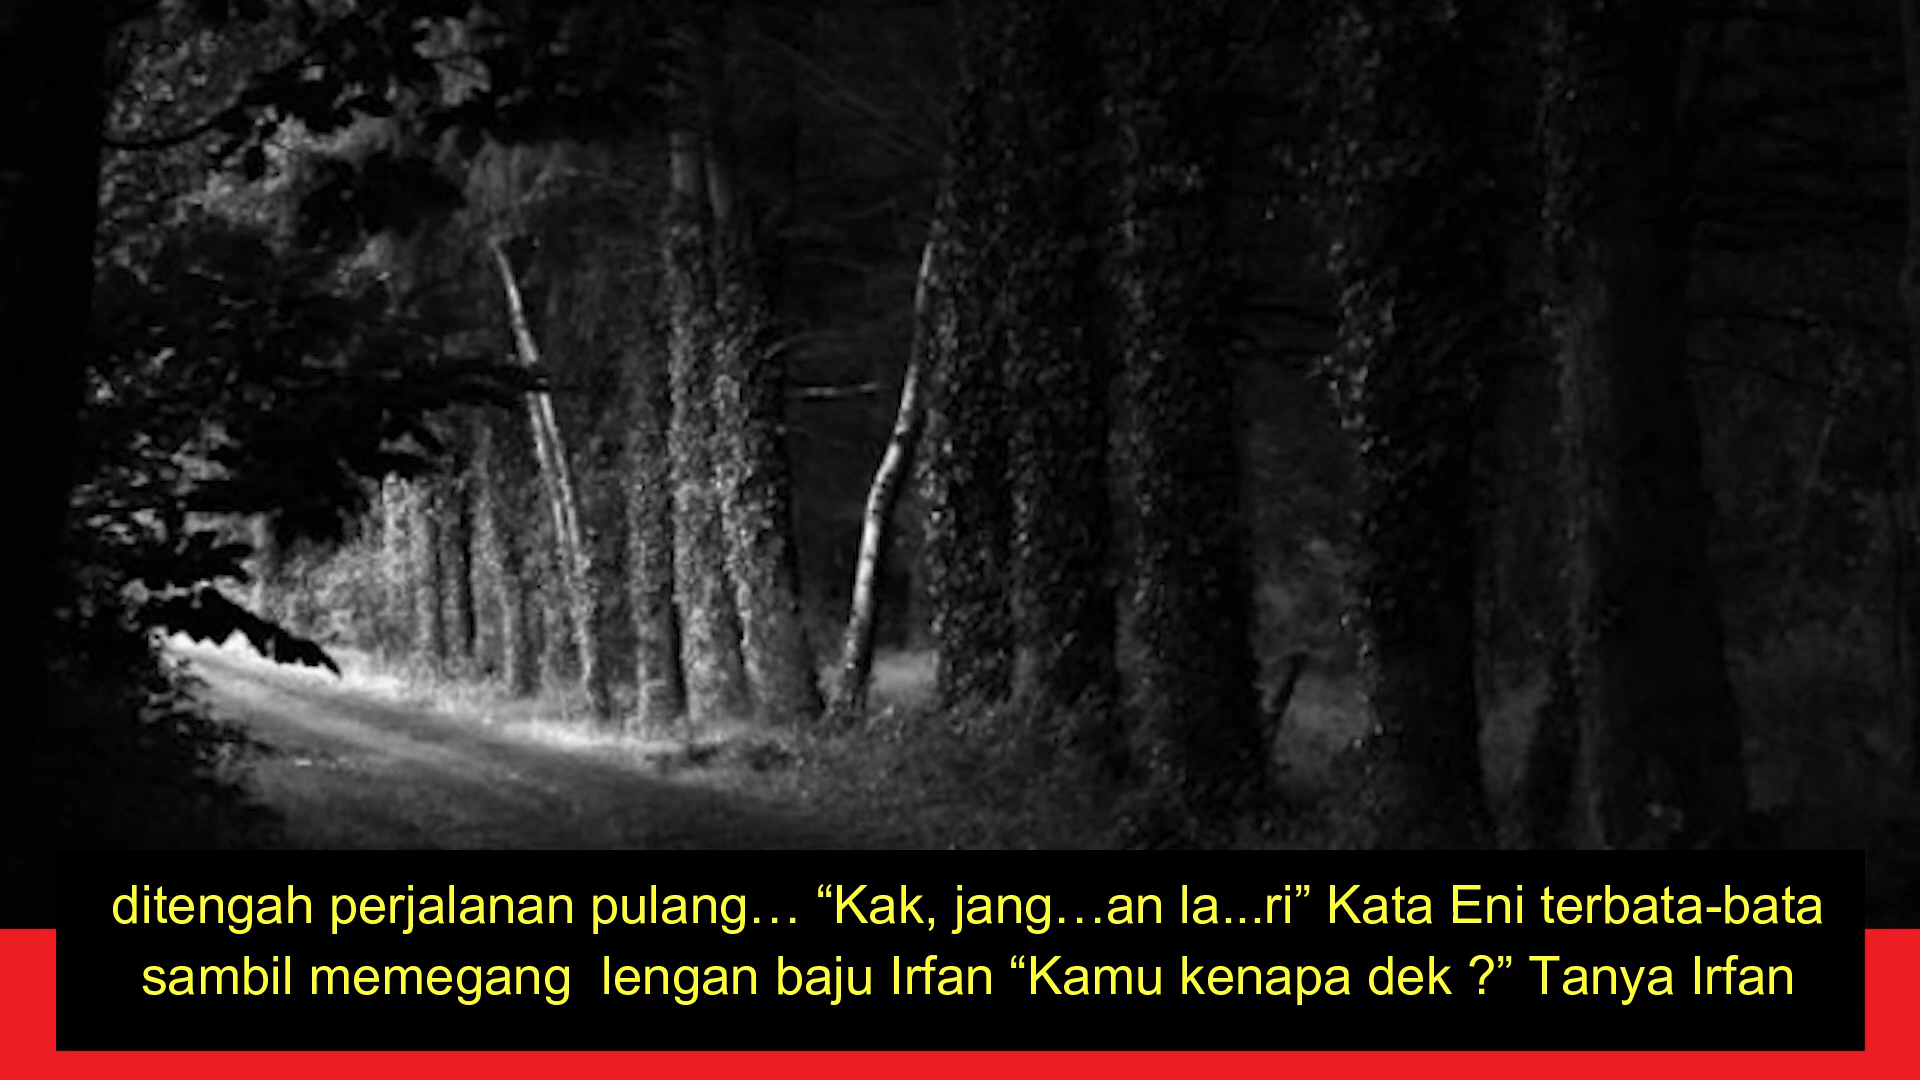 ditengah perjalanan pulang… “Kak, jang…an la...ri” Kata Eni terbata-bata
sambil memegang  lengan baju Irfan “Kamu kenapa dek ?” Tanya Irfan